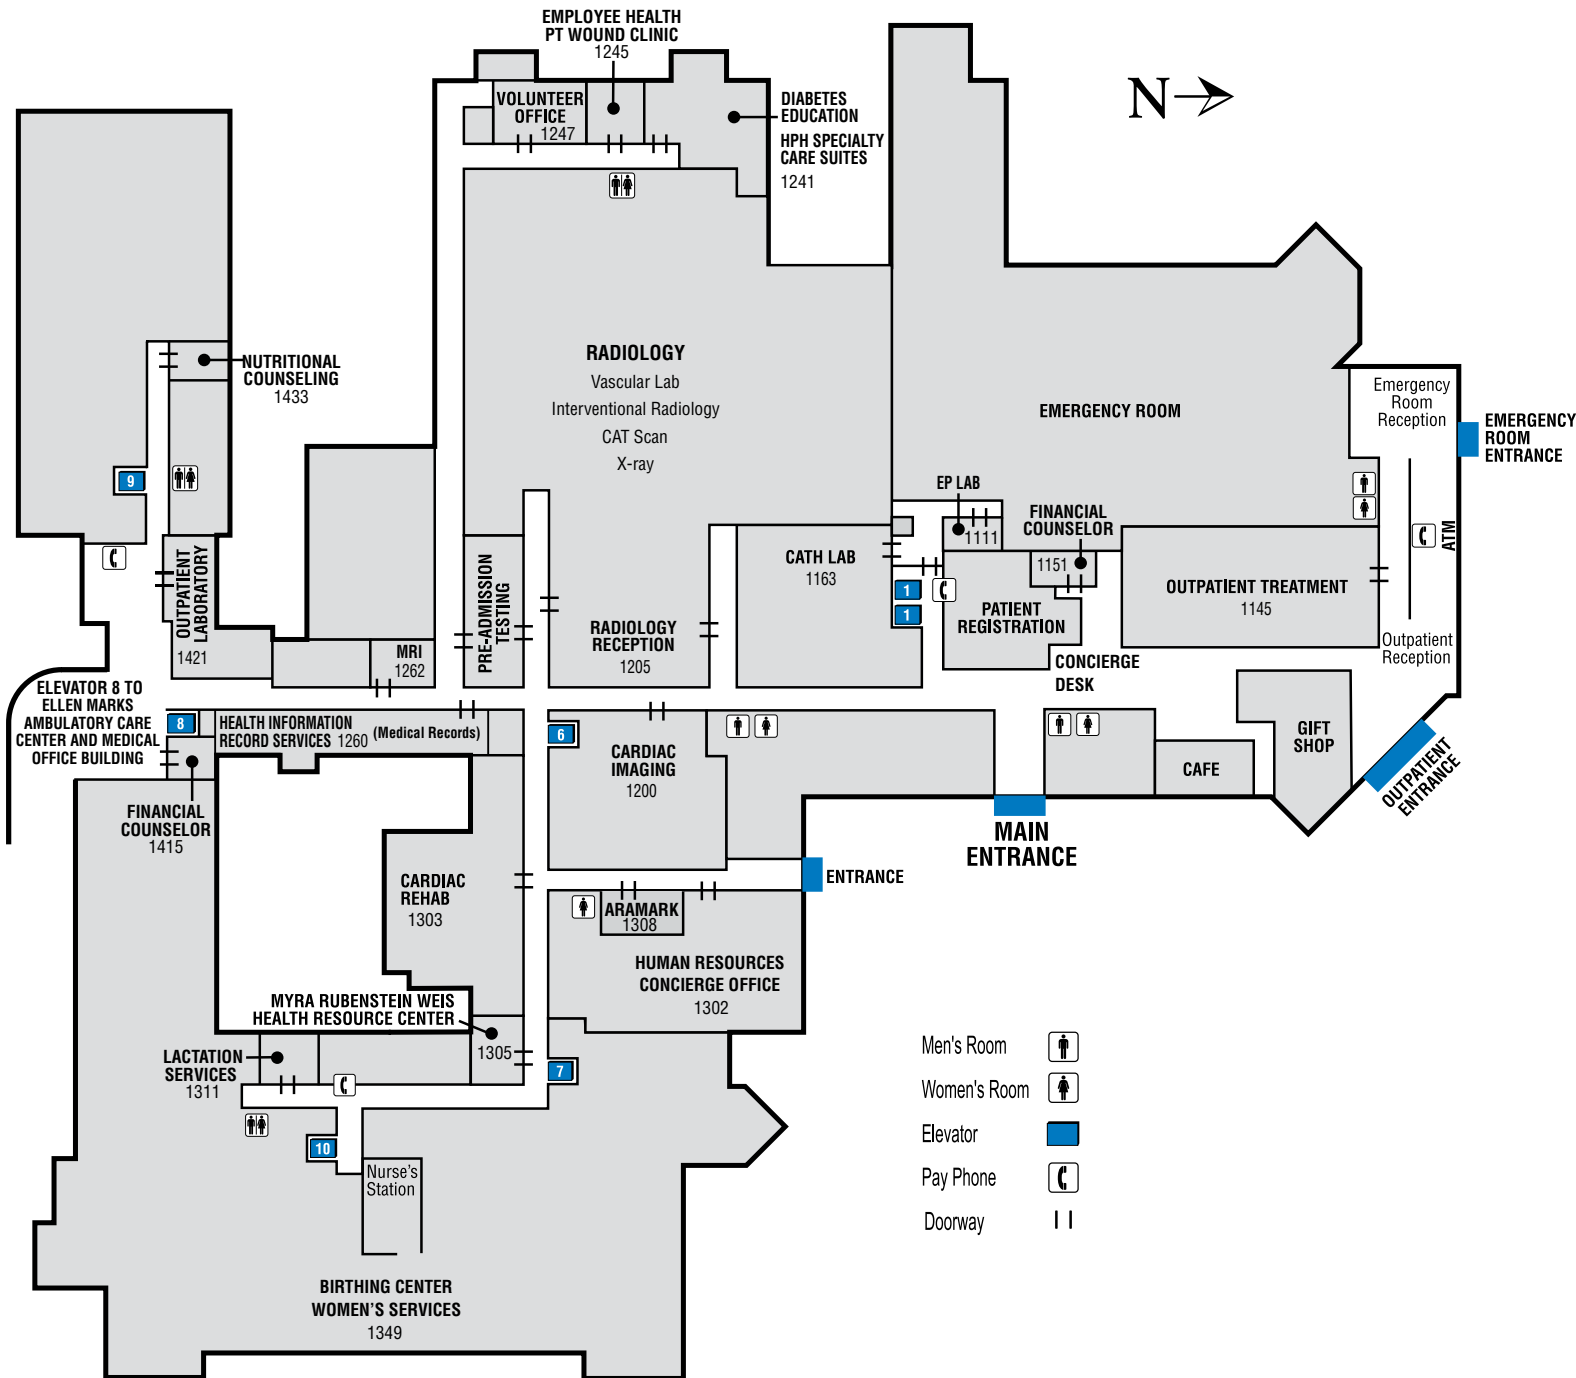 EMPLOYEE HEALTH
PT WOUND CLINIC
1245
VOLUNTEER
OFFICE
1247
DIABETES
EDUCATION
HPH SPECIALTY
CARE SUITES
1241
N
NUTRITIONAL
COUNSELING
1433
RADIOLOGY
Vascular Lab
Interventional Radiology
CAT Scan
X-ray
EMERGENCY ROOM
Emergency
Room
Reception
EMERGENCY
ROOM
ENTRANCE
9
EP LAB
1111
FINANCIAL
COUNSELOR
1151
ATM
CATH LAB
1163
OUTPATIENT TREATMENT
1145
OUTPATIENT
LABORATORY
1421
PRE-ADMISSION
TESTING
1
1
PATIENT
REGISTRATION
RADIOLOGY
RECEPTION
1205
MRI
1262
Outpatient
Reception
CONCIERGE
DESK
ELEVATOR 8 TO
ELLEN MARKS
AMBULATORY CARE
CENTER AND MEDICAL
OFFICE BUILDING
8
HEALTH INFORMATION
RECORD SERVICES 1260
(Medical Records)
6
CARDIAC
IMAGING
1200
GIFT
SHOP
CAFE
OUTPATIENT
ENTRANCE
FINANCIAL
COUNSELOR
1415
MAIN
ENTRANCE
ENTRANCE
CARDIAC
REHAB
1303
ARAMARK
1308
HUMAN RESOURCES
CONCIERGE OFFICE
1302
MYRA RUBENSTEIN WEIS
HEALTH RESOURCE CENTER
1305
LACTATION
SERVICES
1311
7
10
Nurse's
Station
BIRTHING CENTER
WOMEN'S SERVICES
1349
Men's Room
Women's Room
Elevator
Pay Phone
Doorway